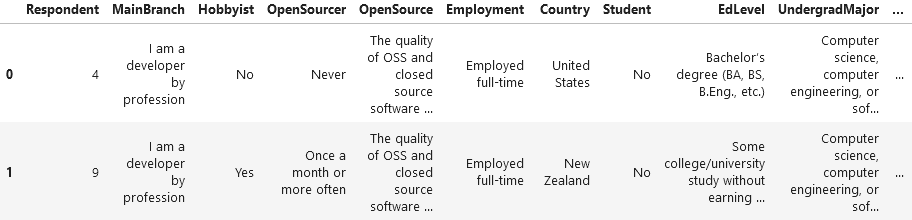 Respondent MainBranch Hobbyist OpenSourcer OpenSource Employment Country Student EdLevel UndergradMajor ...
0 4 I am a developer by profession No Never The quality of OSS and closed source software ... Employed full-time United States No Bachelor's degree (BA, BS, B.Eng., etc.) Computer science, computer engineering, or sof... ...
1 9 I am a developer by profession Yes Once a month or more often The quality of OSS and closed source software ... Employed full-time New Zealand No Some college/university study without earning ... Computer science, computer engineering, or sof... ...